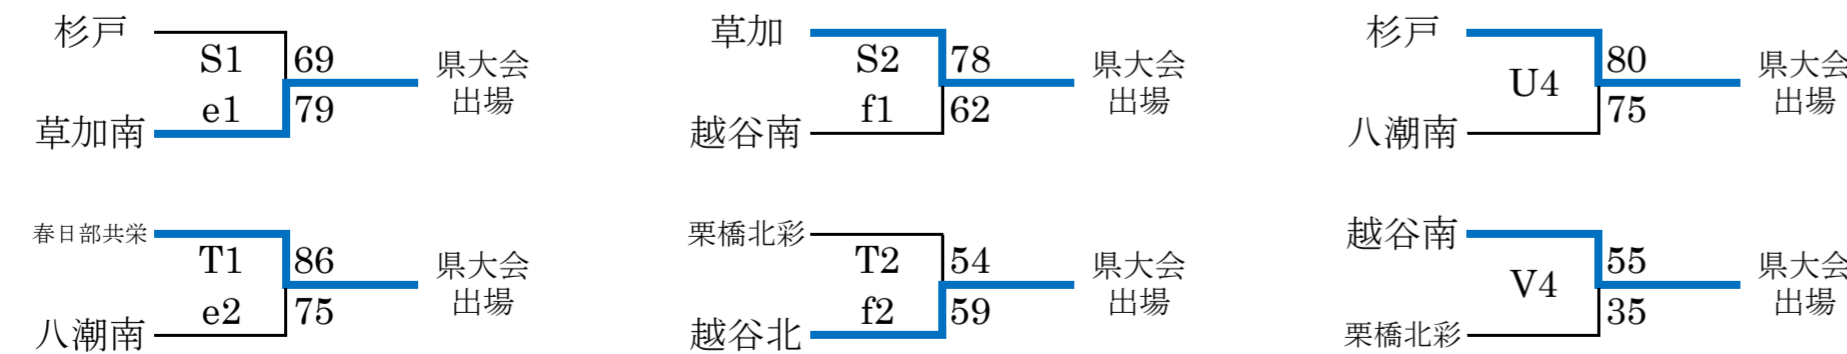 杉戸
S1 69
県大会
出場
e1 79
草加南
草加
S2 78
県大会
出場
f1 62
越谷南
杉戸
80
U4
県大会
出場
75
八潮南
春日部共栄
T1 86
県大会
出場
e2 75
八潮南
栗橋北彩
T2 54
県大会
出場
f2 59
越谷北
越谷南
55
V4
県大会
出場
35
栗橋北彩